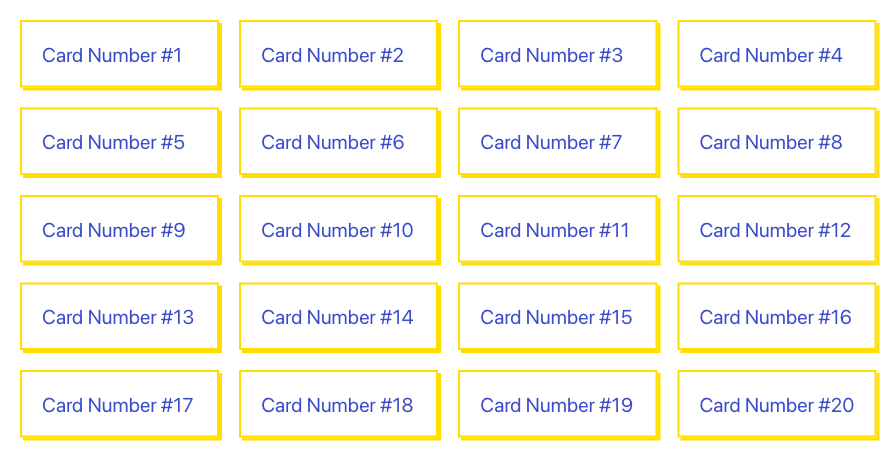 Card Number #1
Card Number #2
Card Number #3
Card Number #4
Card Number #5
Card Number #6
Card Number #7
Card Number #8
Card Number #9
Card Number #10
Card Number #11
Card Number #12
Card Number #13
Card Number #14
Card Number #15
Card Number #16
Card Number #17
Card Number #18
Card Number #19
Card Number #20